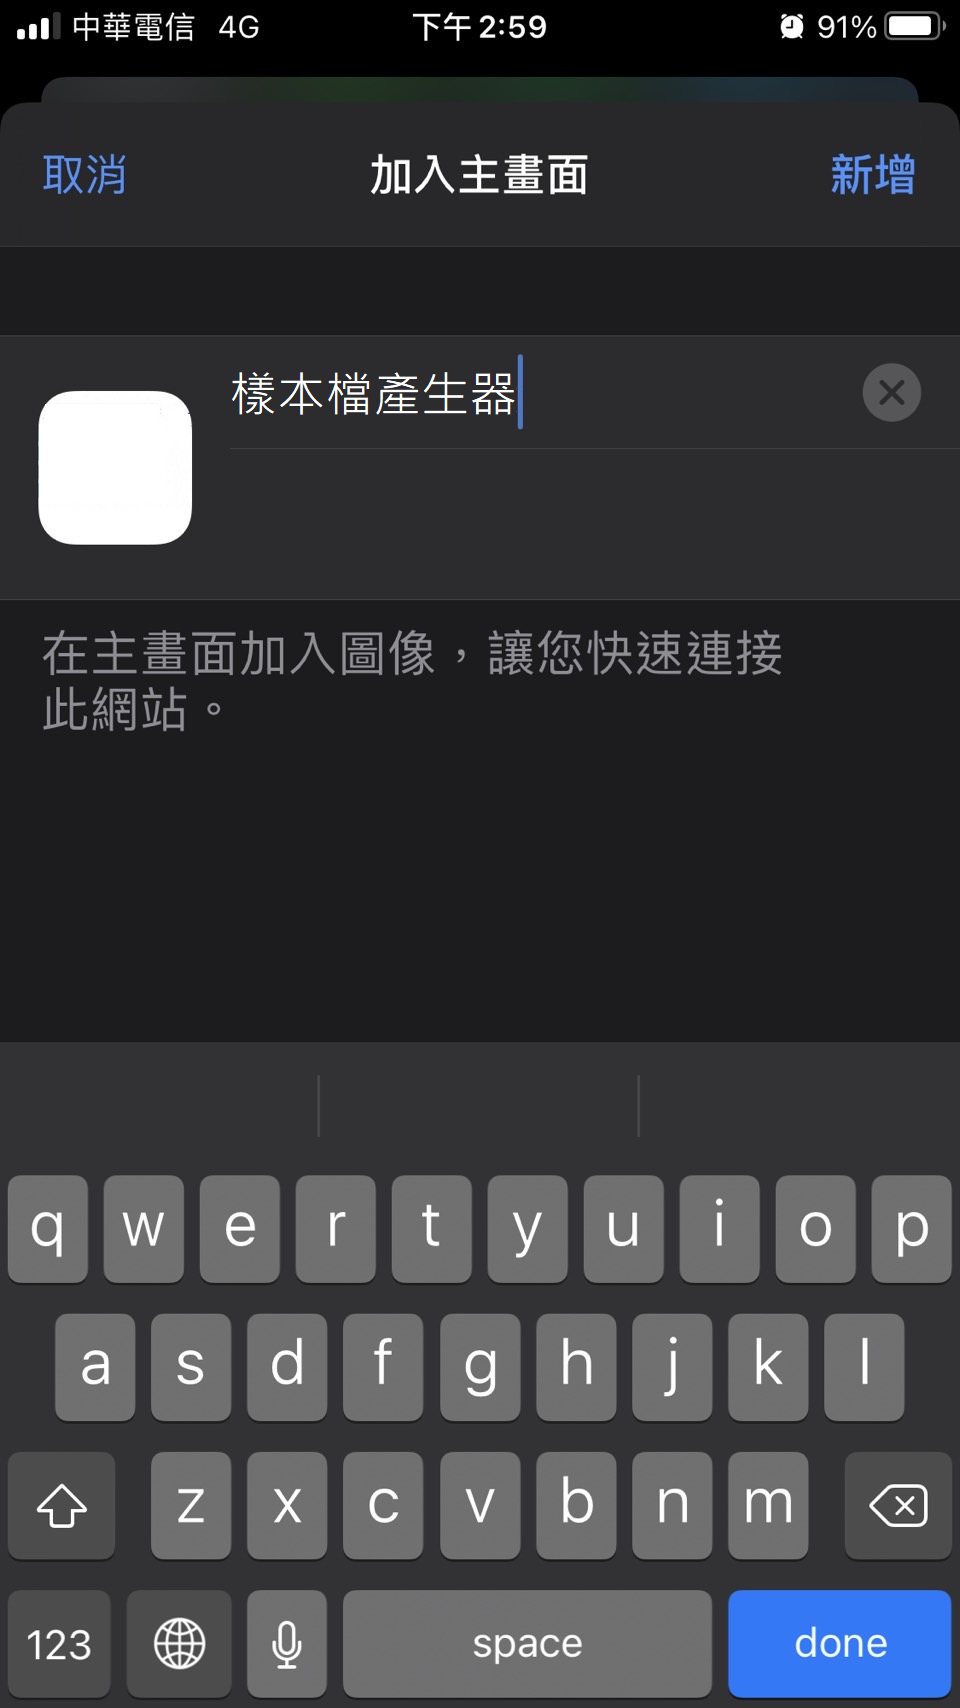 中華電信 4G 下午 2:59 91%
取消 加入主畫面 新增
樣本檔產生器
在主畫面加入圖像，讓您快速連接
此網站。
q w e r t y u i o p
a s d f g h j k l
z x c v b n m
123 space done